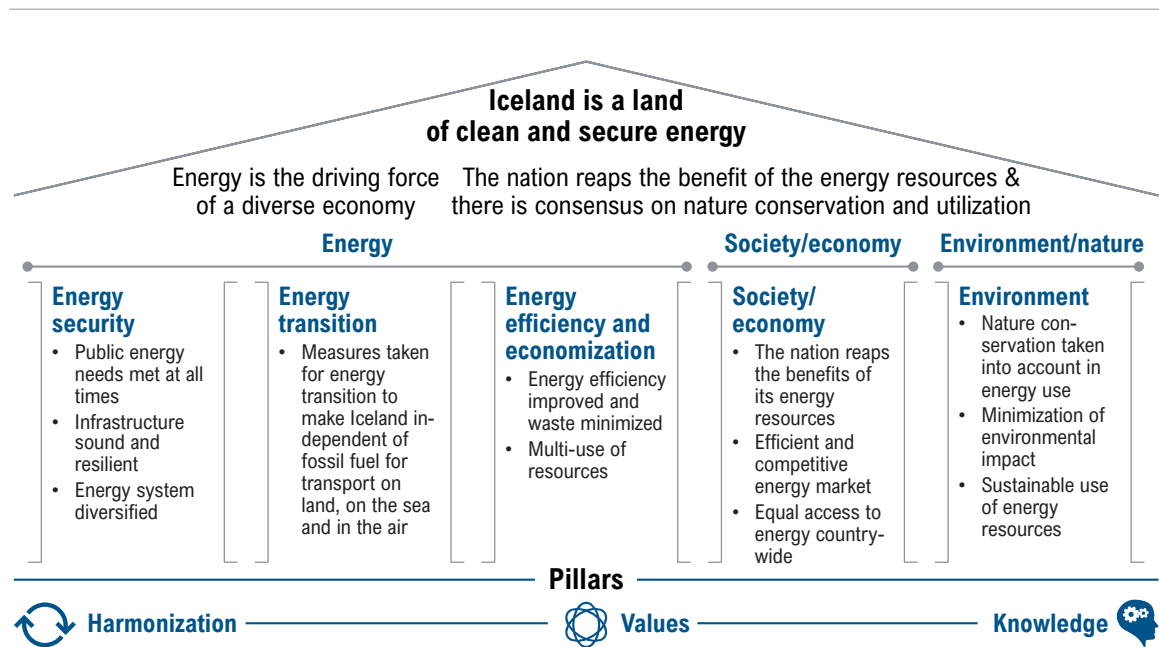 Iceland is a land
of clean and secure energy
Energy is the driving force
of a diverse economy
The nation reaps the benefit of the energy resources &
there is consensus on nature conservation and utilization
Energy
Society/economy
Environment/nature
Energy
security
• Public energy
needs met at all
times
• Infrastructure
sound and
resilient
• Energy system
diversified
Energy
transition
• Measures taken
for energy
transition to
make Iceland in-
dependent of
fossil fuel for
transport on
land, on the sea
and in the air
Energy
efficiency and
economization
• Energy efficiency
improved and
waste minimized
• Multi-use of
resources
Society/
economy
• The nation reaps
the benefits of
its energy
resources
• Efficient and
competitive
energy market
• Equal access to
energy country-
wide
Environment
• Nature con-
servation taken
into account in
energy use
• Minimization of
environmental
impact
• Sustainable use
of energy
resources
Pillars
Harmonization
Values
Knowledge